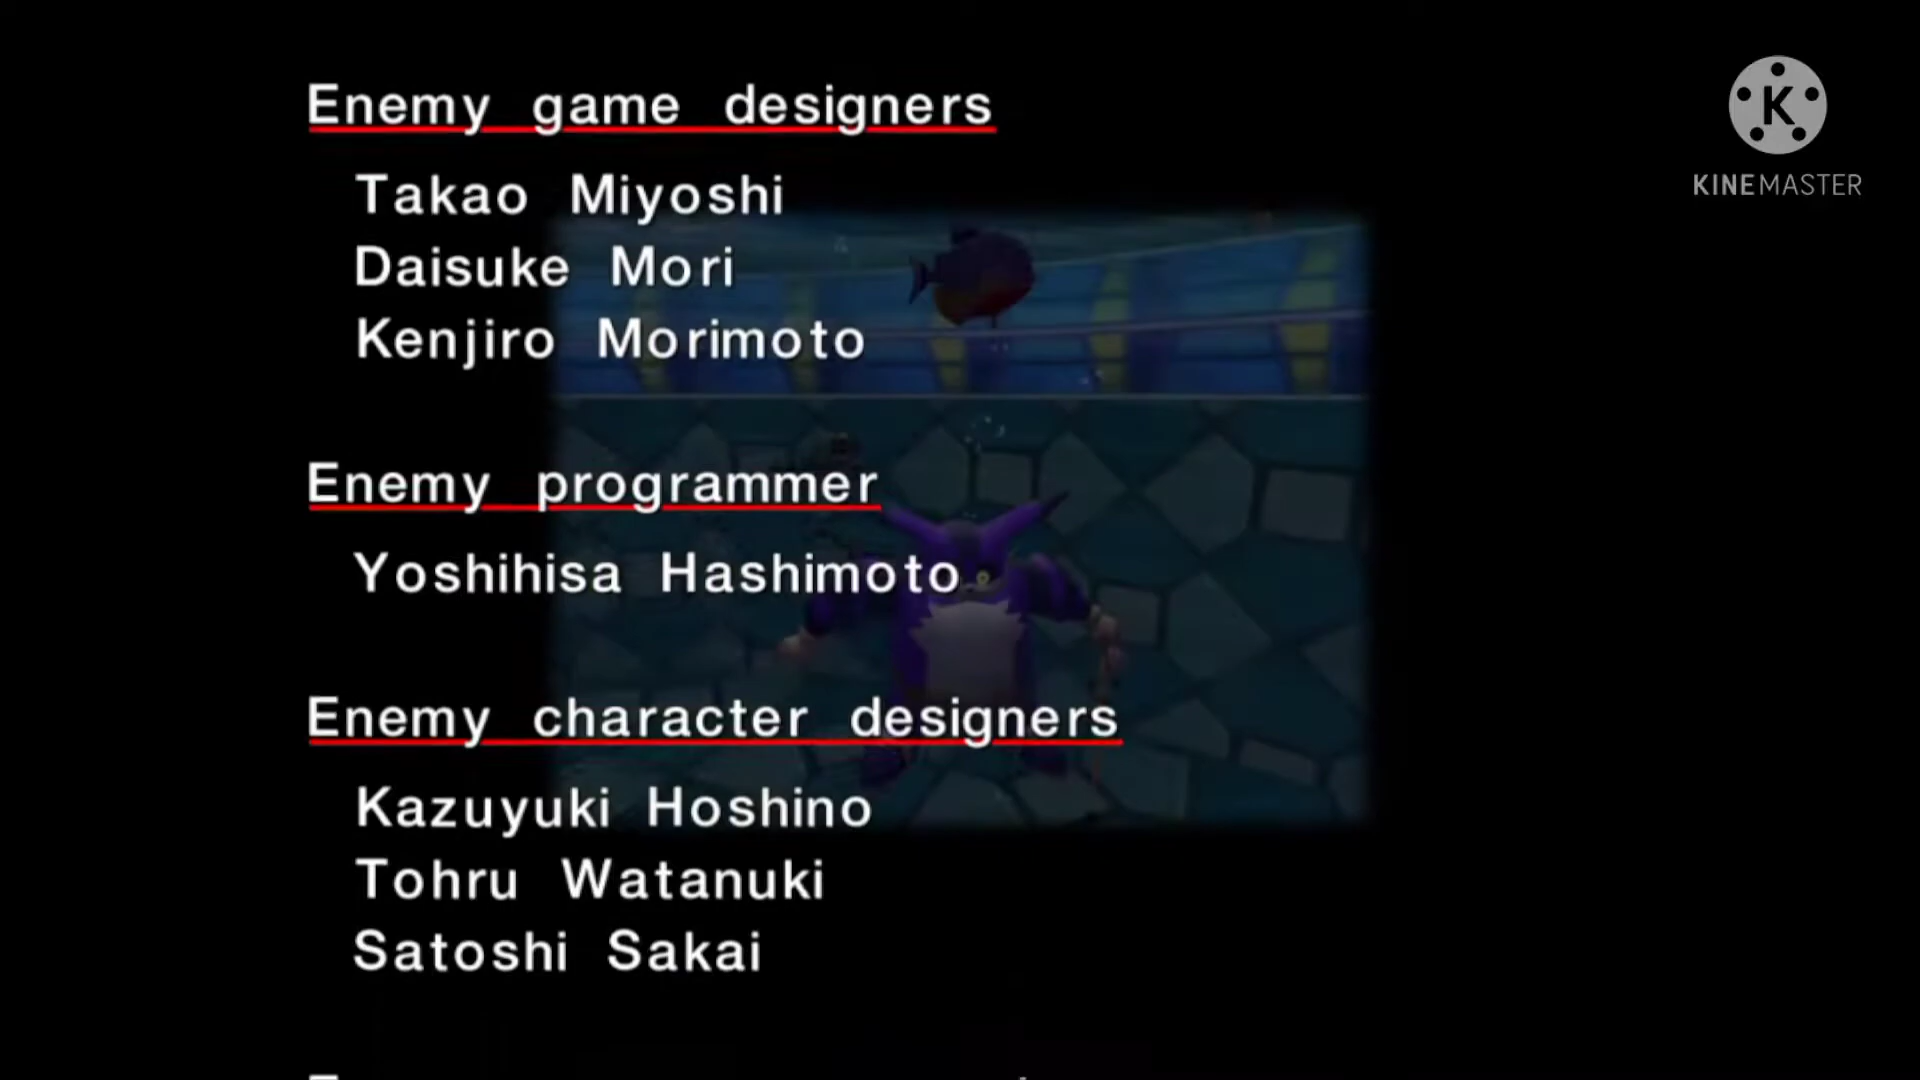 Enemy game designers
Takao Miyoshi
Daisuke Mori
Kenjiro Morimoto
Enemy programmer
Yoshihisa Hashimoto
Enemy character designers
Kazuyuki Hoshino
Tohru Watanuki
Satoshi Sakai
K
KINEMASTER